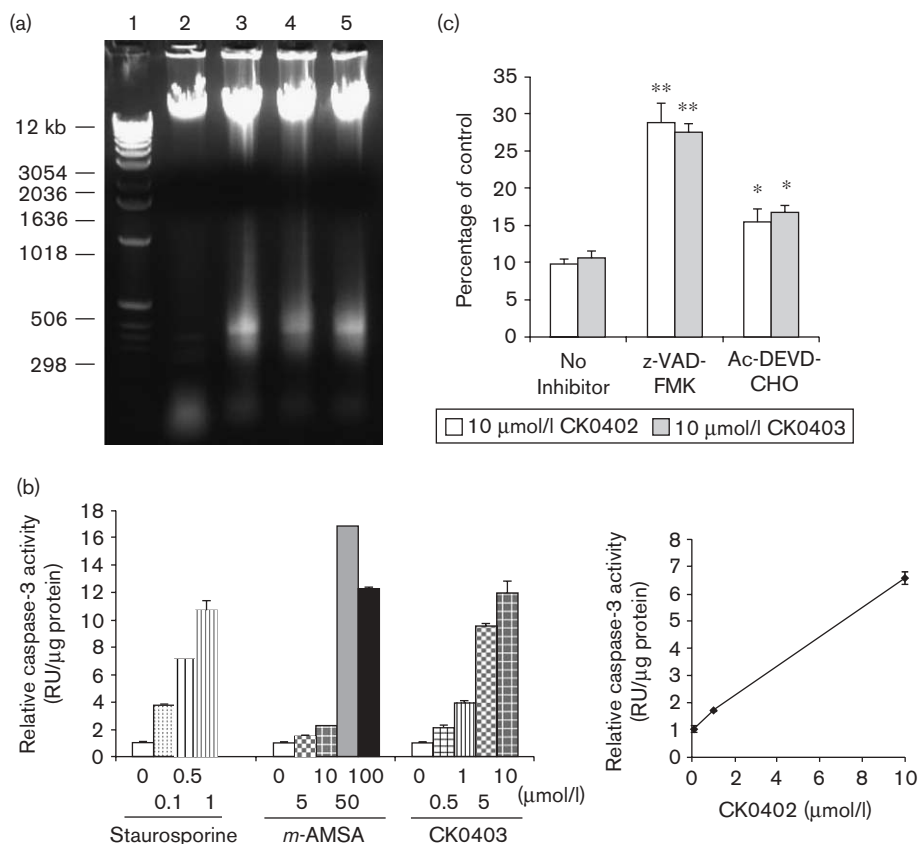 (a)
1 2 3 4 5
12 kb
3054
2036
1636
1018
506
298
(c)
Percentage of control
35
30
25
20
15
10
5
0
** **
* *
No Inhibitor
z-VAD-FMK
Ac-DEVD-CHO
10 μmol/l CK0402 10 μmol/l CK0403
(b)
Relative caspase-3 activity
(RU/μg protein)
18
16
14
12
10
8
6
4
2
0
0 0.5 0 10 100 0 1 10
0.1 1 5 50 0.5 5
(μmol/l)
Staurosporine m-AMSA CK0403
Relative caspase-3 activity
(RU/μg protein)
8
7
6
5
4
3
2
1
0
0 2 4 6 8 10
CK0402 (μmol/l)